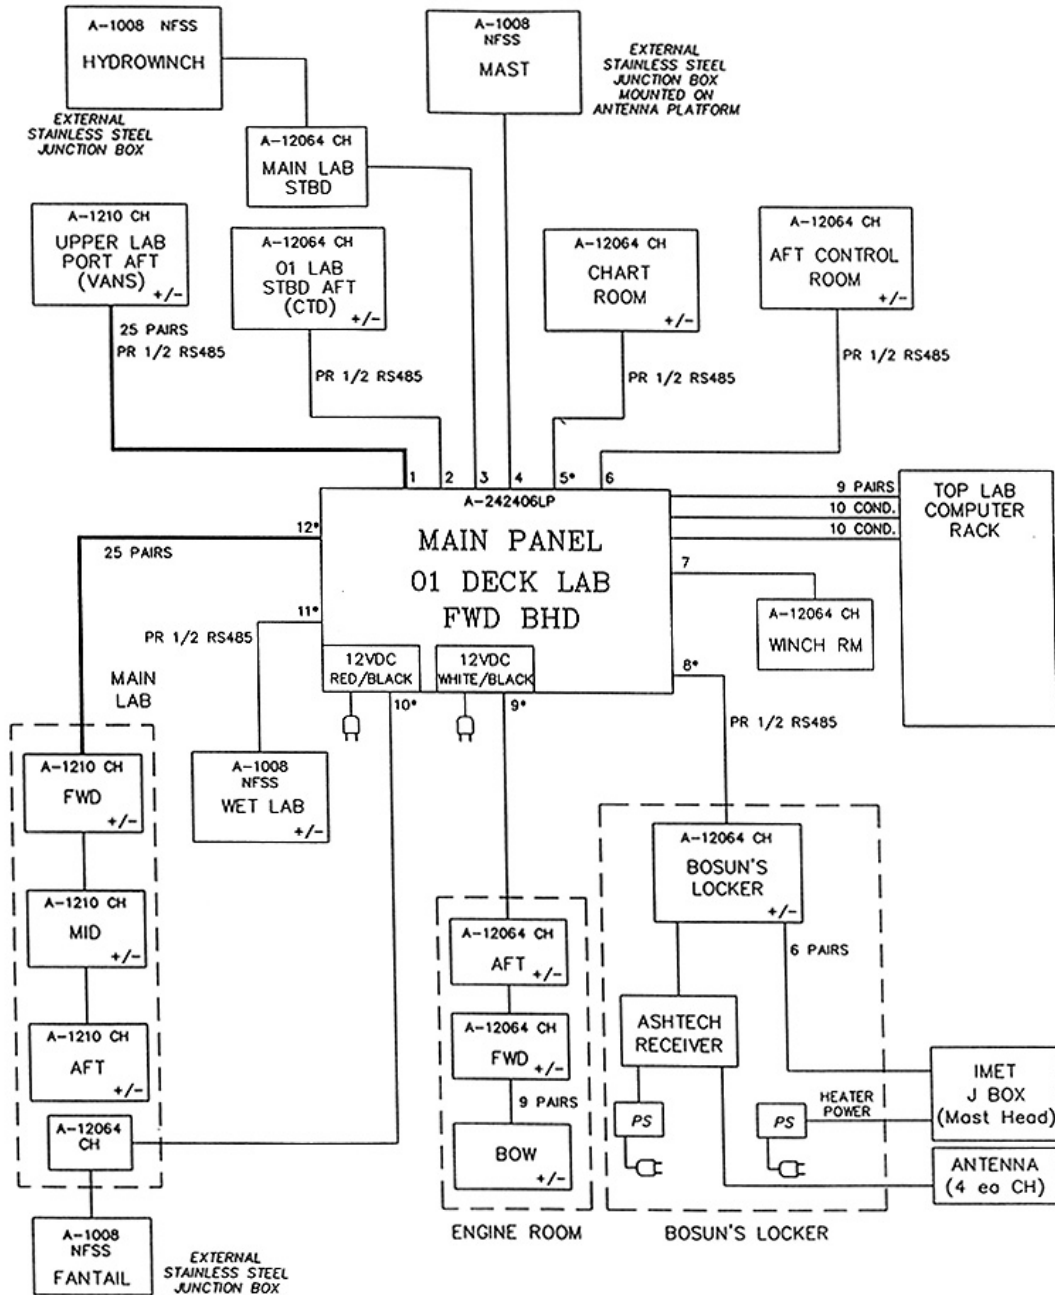 A-1008 NFSS
HYDROWINCH
EXTERNAL
STAINLESS STEEL
JUNCTION BOX
A-1008
NFSS
MAST
EXTERNAL
STAINLESS STEEL
JUNCTION BOX
MOUNTED ON
ANTENNA PLATFORM
A-12064 CH
MAIN LAB
STBD
A-1210 CH
UPPER LAB
PORT AFT
(VANS)
+/-
25 PAIRS
PR 1/2 RS485
A-12064 CH
01 LAB
STBD AFT
(CTD)
+/-
PR 1/2 RS485
A-12064 CH
CHART
ROOM
+/-
PR 1/2 RS485
A-12064 CH
AFT CONTROL
ROOM
+/-
PR 1/2 RS485
1 2 3 4 5* 6
A-242406LP
MAIN PANEL
01 DECK LAB
FWD BHD
12VDC
RED/BLACK
12VDC
WHITE/BLACK
9 PAIRS
10 COND.
10 COND.
TOP LAB
COMPUTER
RACK
7
A-12064 CH
WINCH RM
8*
PR 1/2 RS485
12*
25 PAIRS
11*
PR 1/2 RS485
10*
9*
MAIN
LAB
A-1210 CH
FWD
+/-
A-1210 CH
MID
+/-
A-1210 CH
AFT
+/-
A-12064
CH
A-1008
NFSS
FANTAIL
EXTERNAL
STAINLESS STEEL
JUNCTION BOX
A-1008
NFSS
WET LAB
+/-
A-12064 CH
AFT
+/-
A-12064 CH
FWD
+/-
9 PAIRS
BOW
+/-
ENGINE ROOM
A-12064 CH
BOSUN'S
LOCKER
+/-
6 PAIRS
ASHTECH
RECEIVER
PS
PS
HEATER
POWER
BOSUN'S LOCKER
IMET
J BOX
(Mast Head)
ANTENNA
(4 ea CH)